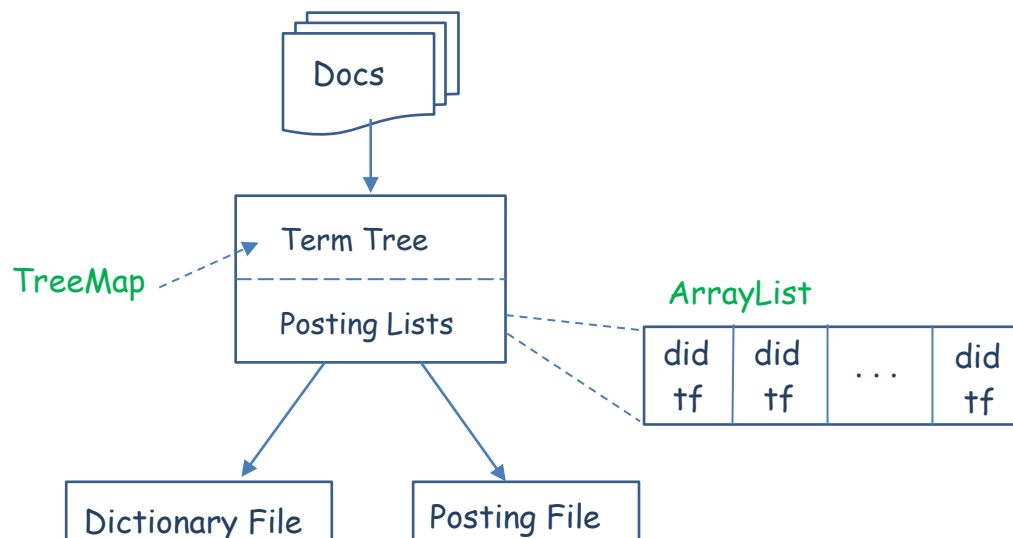 Docs
Term Tree
TreeMap
ArrayList
Posting Lists
did did did
tf tf . . . tf
Dictionary File
Posting File